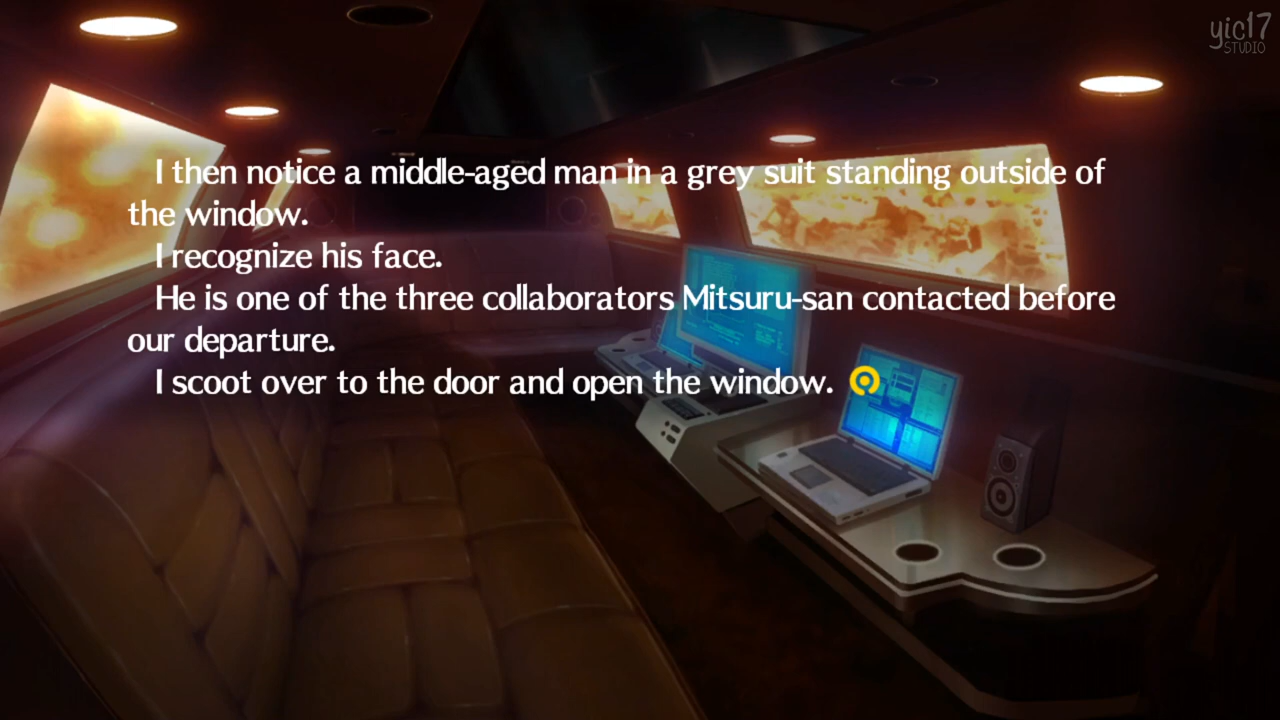 yic17
STUDIO
I then notice a middle-aged man in a grey suit standing outside of
the window.
I recognize his face.
He is one of the three collaborators Mitsuru-san contacted before
our departure.
I scoot over to the door and open the window.